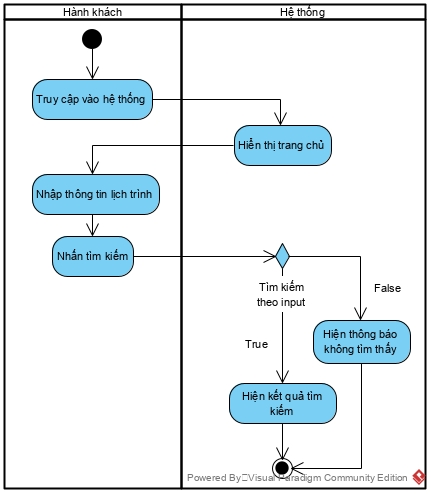 Hành khách
Hệ thống
Truy cập vào hệ thống
Hiển thị trang chủ
Nhập thông tin lịch trình
Nhấn tìm kiếm
Tìm kiếm
theo input
False
Hiện thông báo
không tìm thấy
True
Hiện kết quả tìm
kiếm
Powered By Visual Paradigm Community Edition